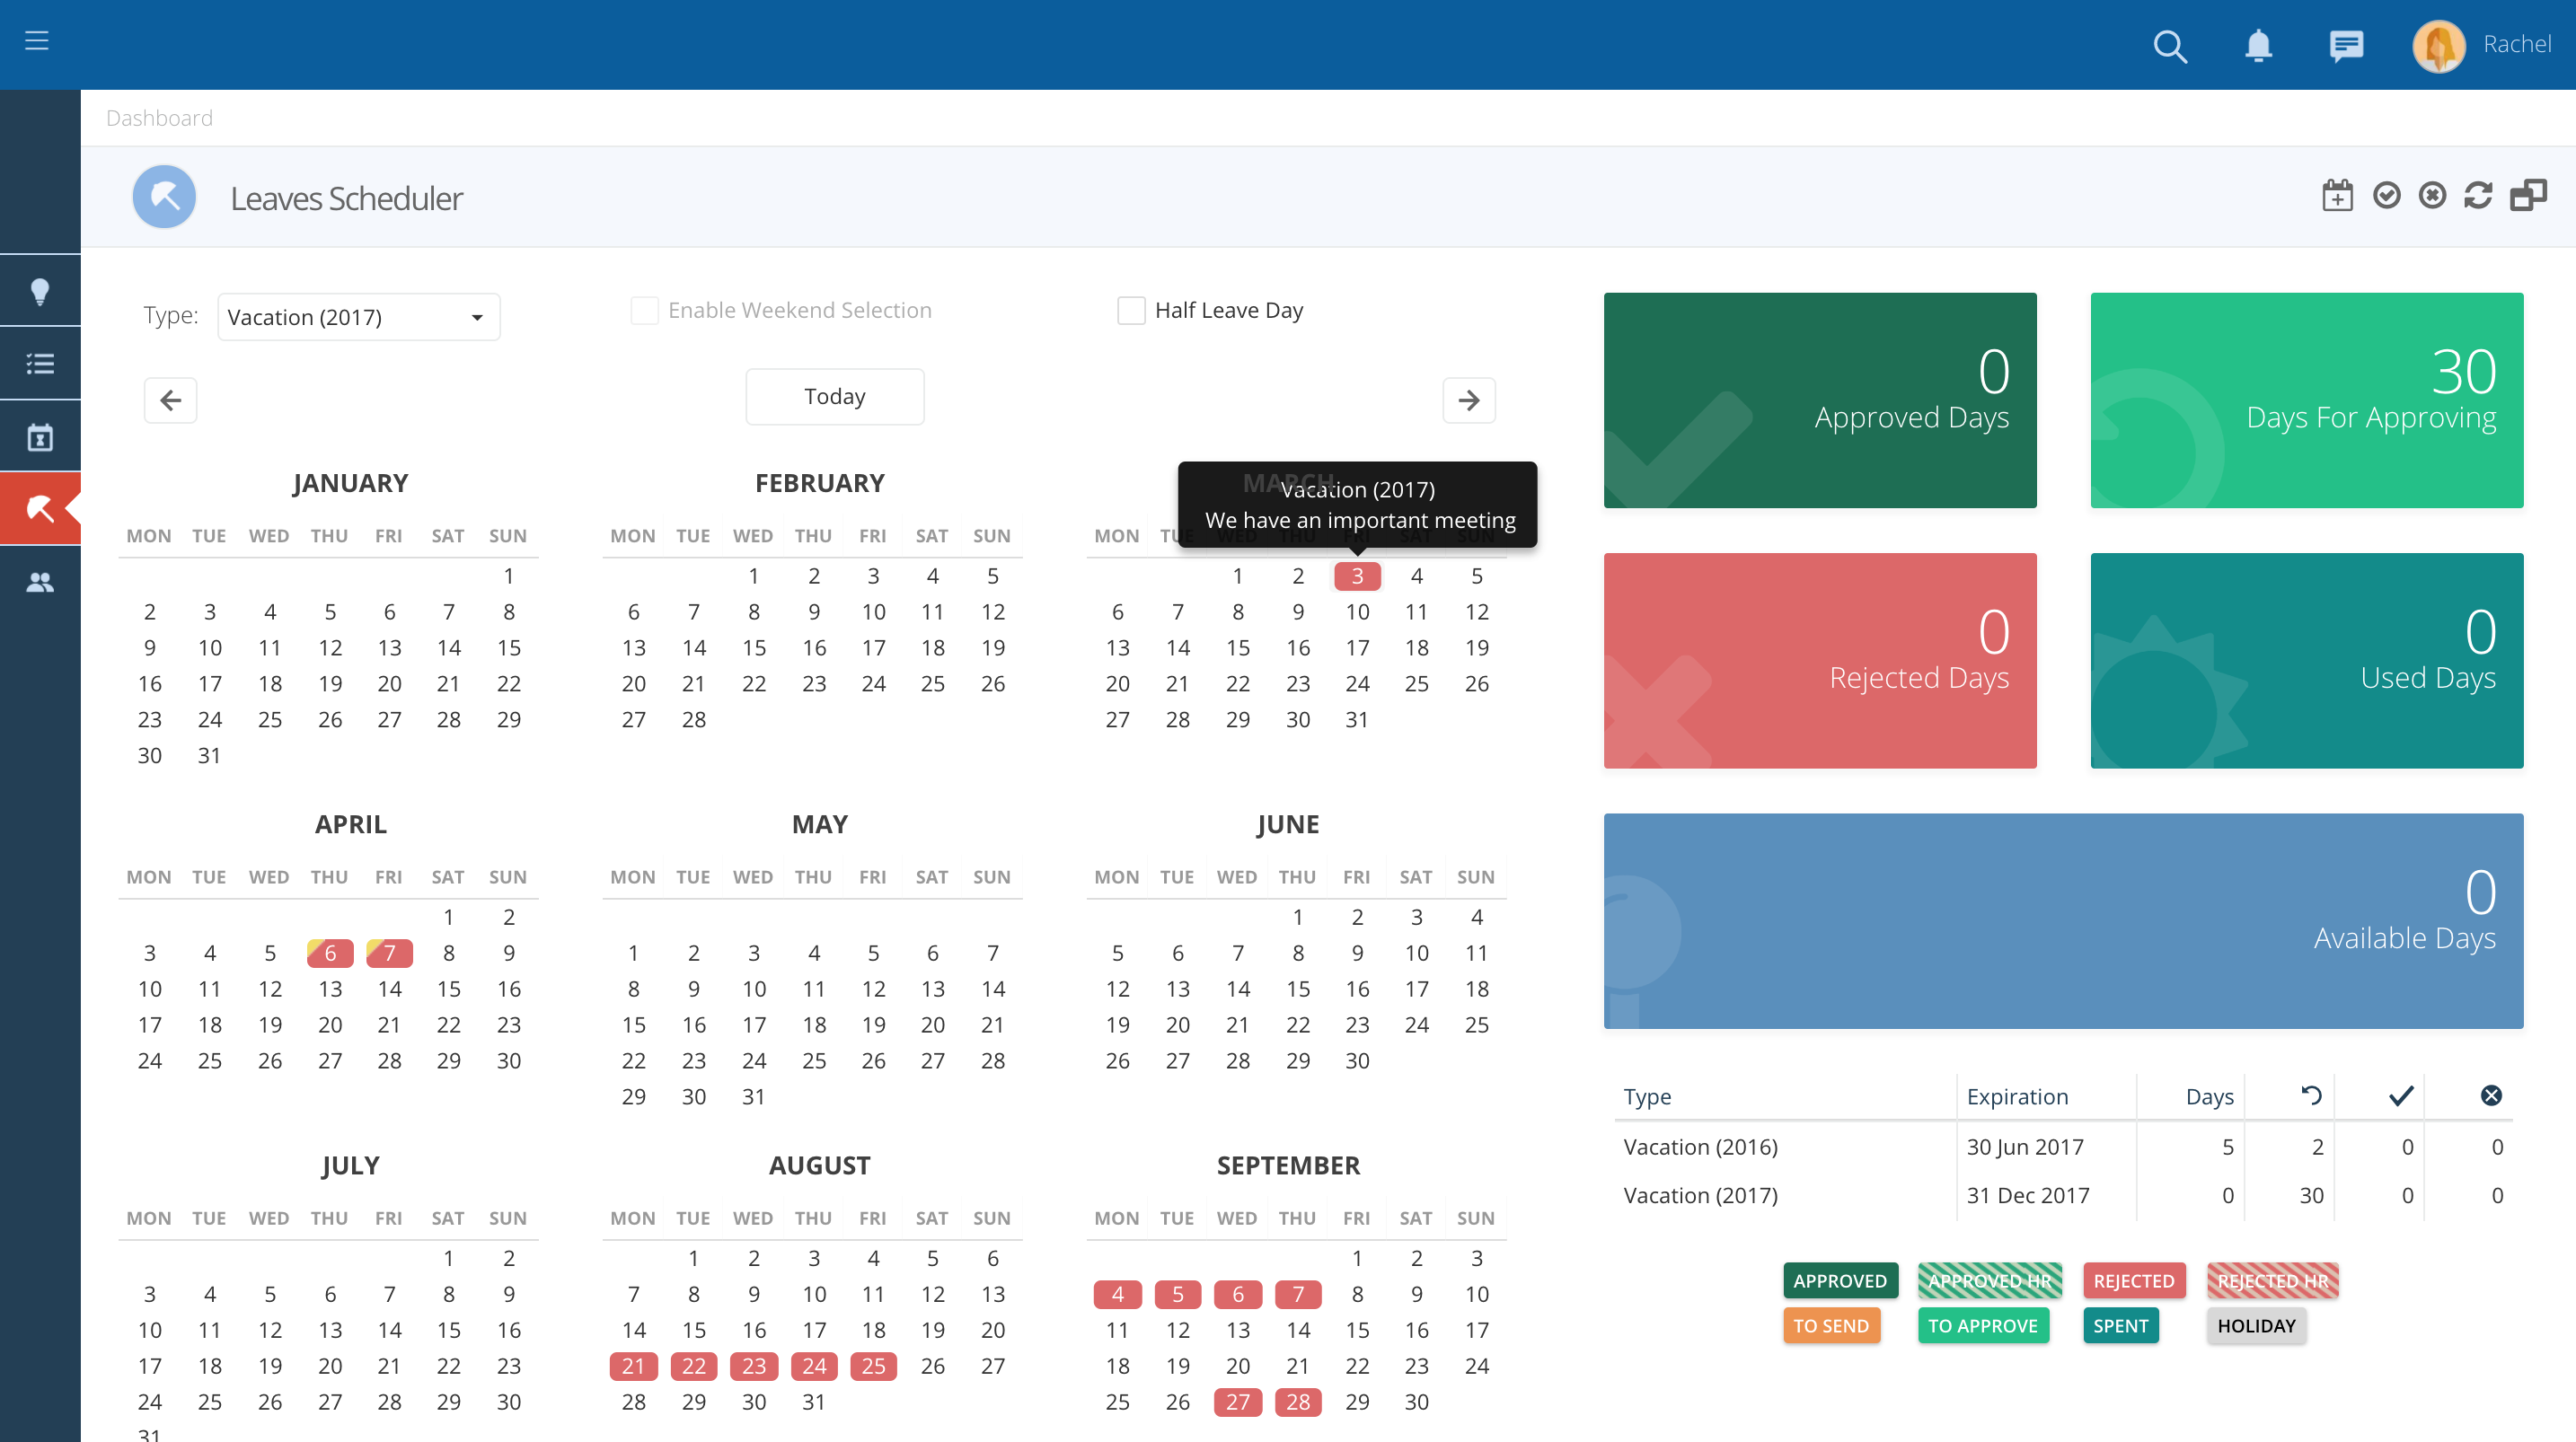 Rachel
Dashboard
Leaves Scheduler
Type: Vacation (2017)
Enable Weekend Selection
Half Leave Day
Today
JANUARY
MON TUE WED THU FRI SAT SUN
1
2 3 4 5 6 7 8
9 10 11 12 13 14 15
16 17 18 19 20 21 22
23 24 25 26 27 28 29
30 31
FEBRUARY
MON TUE WED THU FRI SAT SUN
1 2 3 4 5
6 7 8 9 10 11 12
13 14 15 16 17 18 19
20 21 22 23 24 25 26
27 28
MARCH
Vacation (2017)
We have an important meeting
MON TUE WED THU FRI SAT SUN
1 2 3 4 5
6 7 8 9 10 11 12
13 14 15 16 17 18 19
20 21 22 23 24 25 26
27 28 29 30 31
APRIL
MON TUE WED THU FRI SAT SUN
1 2
3 4 5 6 7 8 9
10 11 12 13 14 15 16
17 18 19 20 21 22 23
24 25 26 27 28 29 30
MAY
MON TUE WED THU FRI SAT SUN
1 2 3 4 5 6 7
8 9 10 11 12 13 14
15 16 17 18 19 20 21
22 23 24 25 26 27 28
29 30 31
JUNE
MON TUE WED THU FRI SAT SUN
1 2 3 4
5 6 7 8 9 10 11
12 13 14 15 16 17 18
19 20 21 22 23 24 25
26 27 28 29 30
JULY
MON TUE WED THU FRI SAT SUN
1 2
3 4 5 6 7 8 9
10 11 12 13 14 15 16
17 18 19 20 21 22 23
24 25 26 27 28 29 30
31
AUGUST
MON TUE WED THU FRI SAT SUN
1 2 3 4 5 6
7 8 9 10 11 12 13
14 15 16 17 18 19 20
21 22 23 24 25 26 27
28 29 30 31
SEPTEMBER
MON TUE WED THU FRI SAT SUN
1 2 3
4 5 6 7 8 9 10
11 12 13 14 15 16 17
18 19 20 21 22 23 24
25 26 27 28 29 30
0
Approved Days
30
Days For Approving
0
Rejected Days
0
Used Days
0
Available Days
Type Expiration Days
Vacation (2016) 30 Jun 2017 5 2 0 0
Vacation (2017) 31 Dec 2017 0 30 0 0
APPROVED APPROVED HR REJECTED REJECTED HR
TO SEND TO APPROVE SPENT HOLIDAY